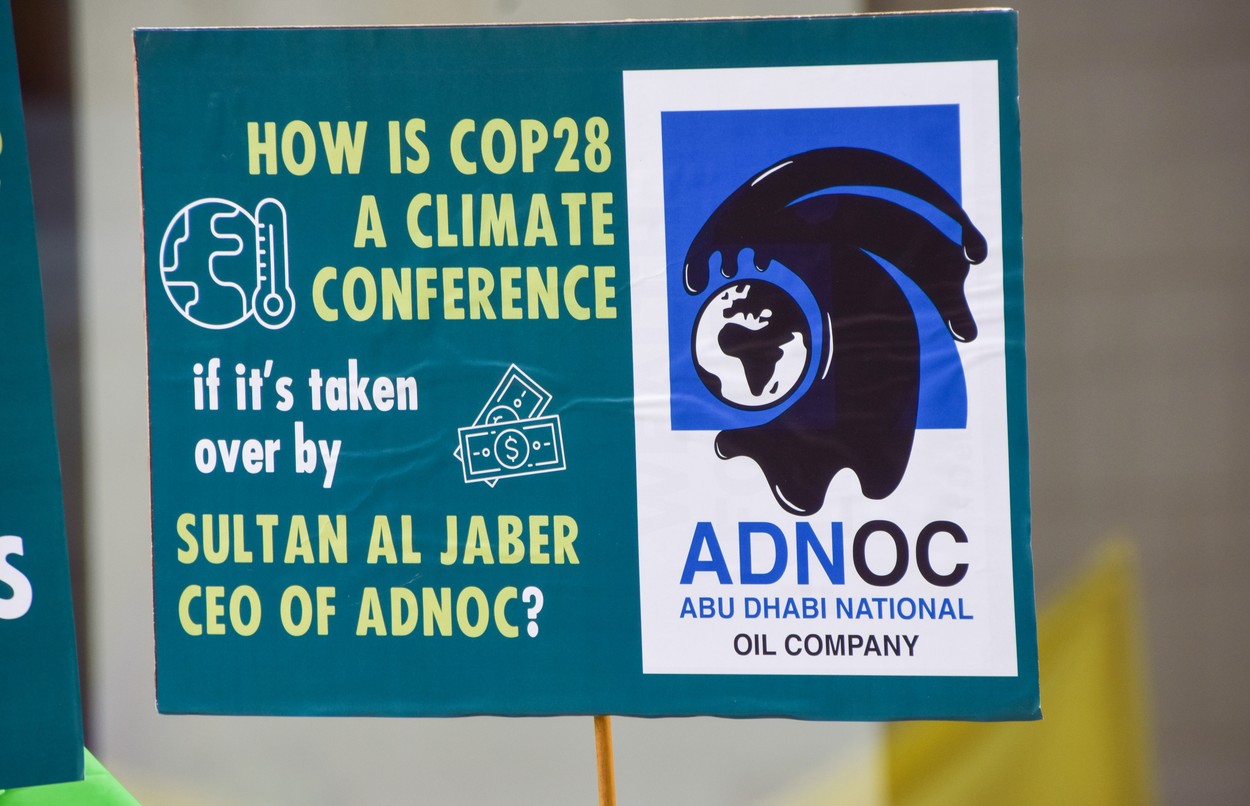 HOW IS COP28
A CLIMATE
CONFERENCE
if it's taken
over by
$
SULTAN AL JABER
CEO OF ADNOC?
ADNOC
ABU DHABI NATIONAL
OIL COMPANY
S